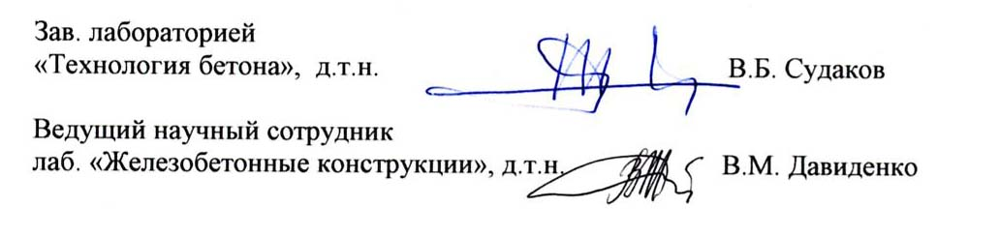 Зав. лабораторией
«Технология бетона», д.т.н. В.Б. Судаков
Ведущий научный сотрудник
лаб. «Железобетонные конструкции», д.т.н. В.М. Давиденко